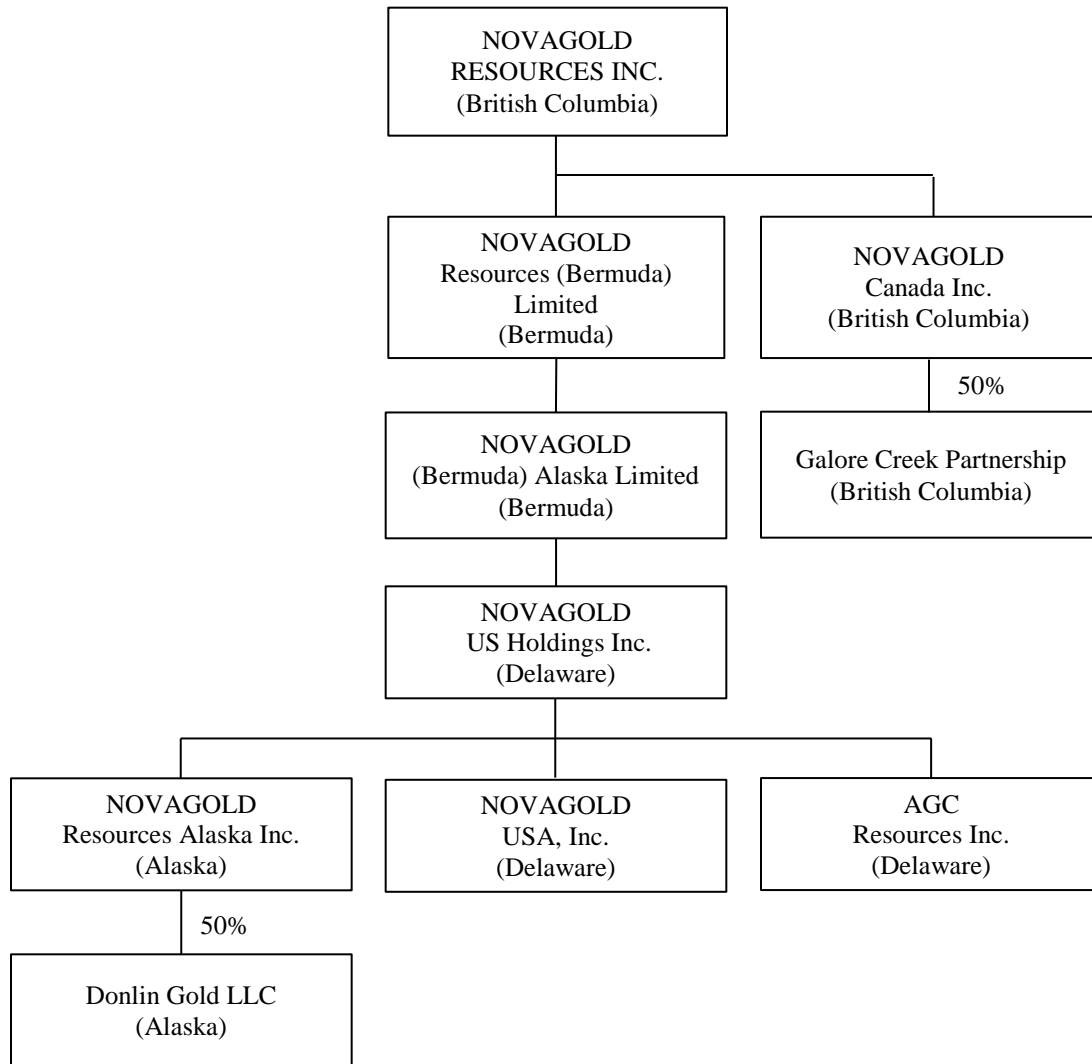 NOVAGOLD
RESOURCES INC.
(British Columbia)
NOVAGOLD
Resources (Bermuda)
Limited
(Bermuda)
NOVAGOLD
Canada Inc.
(British Columbia)
50%
NOVAGOLD
(Bermuda) Alaska Limited
(Bermuda)
Galore Creek Partnership
(British Columbia)
NOVAGOLD
US Holdings Inc.
(Delaware)
NOVAGOLD
Resources Alaska Inc.
(Alaska)
NOVAGOLD
USA, Inc.
(Delaware)
AGC
Resources Inc.
(Delaware)
50%
Donlin Gold LLC
(Alaska)